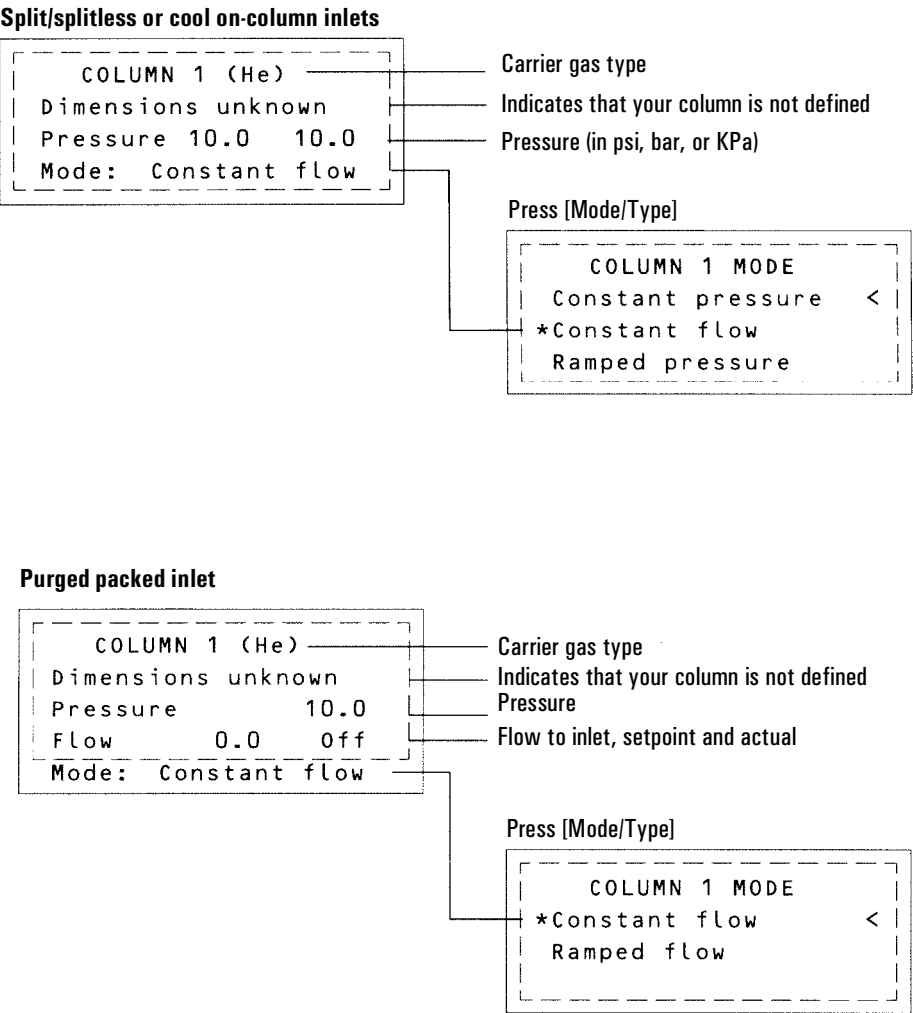 Split/splitless or cool on-column inlets
COLUMN 1 (He)
Carrier gas type
Dimensions unknown
Indicates that your column is not defined
Pressure 10.0 10.0
Pressure (in psi, bar, or KPa)
Mode: Constant flow
Press [Mode/Type]
COLUMN 1 MODE
Constant pressure <
*Constant flow
Ramped pressure
Purged packed inlet
COLUMN 1 (He)
Carrier gas type
Dimensions unknown
Indicates that your column is not defined
Pressure 10.0
Pressure
Flow 0.0 Off
Flow to inlet, setpoint and actual
Mode: Constant flow
Press [Mode/Type]
COLUMN 1 MODE
*Constant flow <
Ramped flow